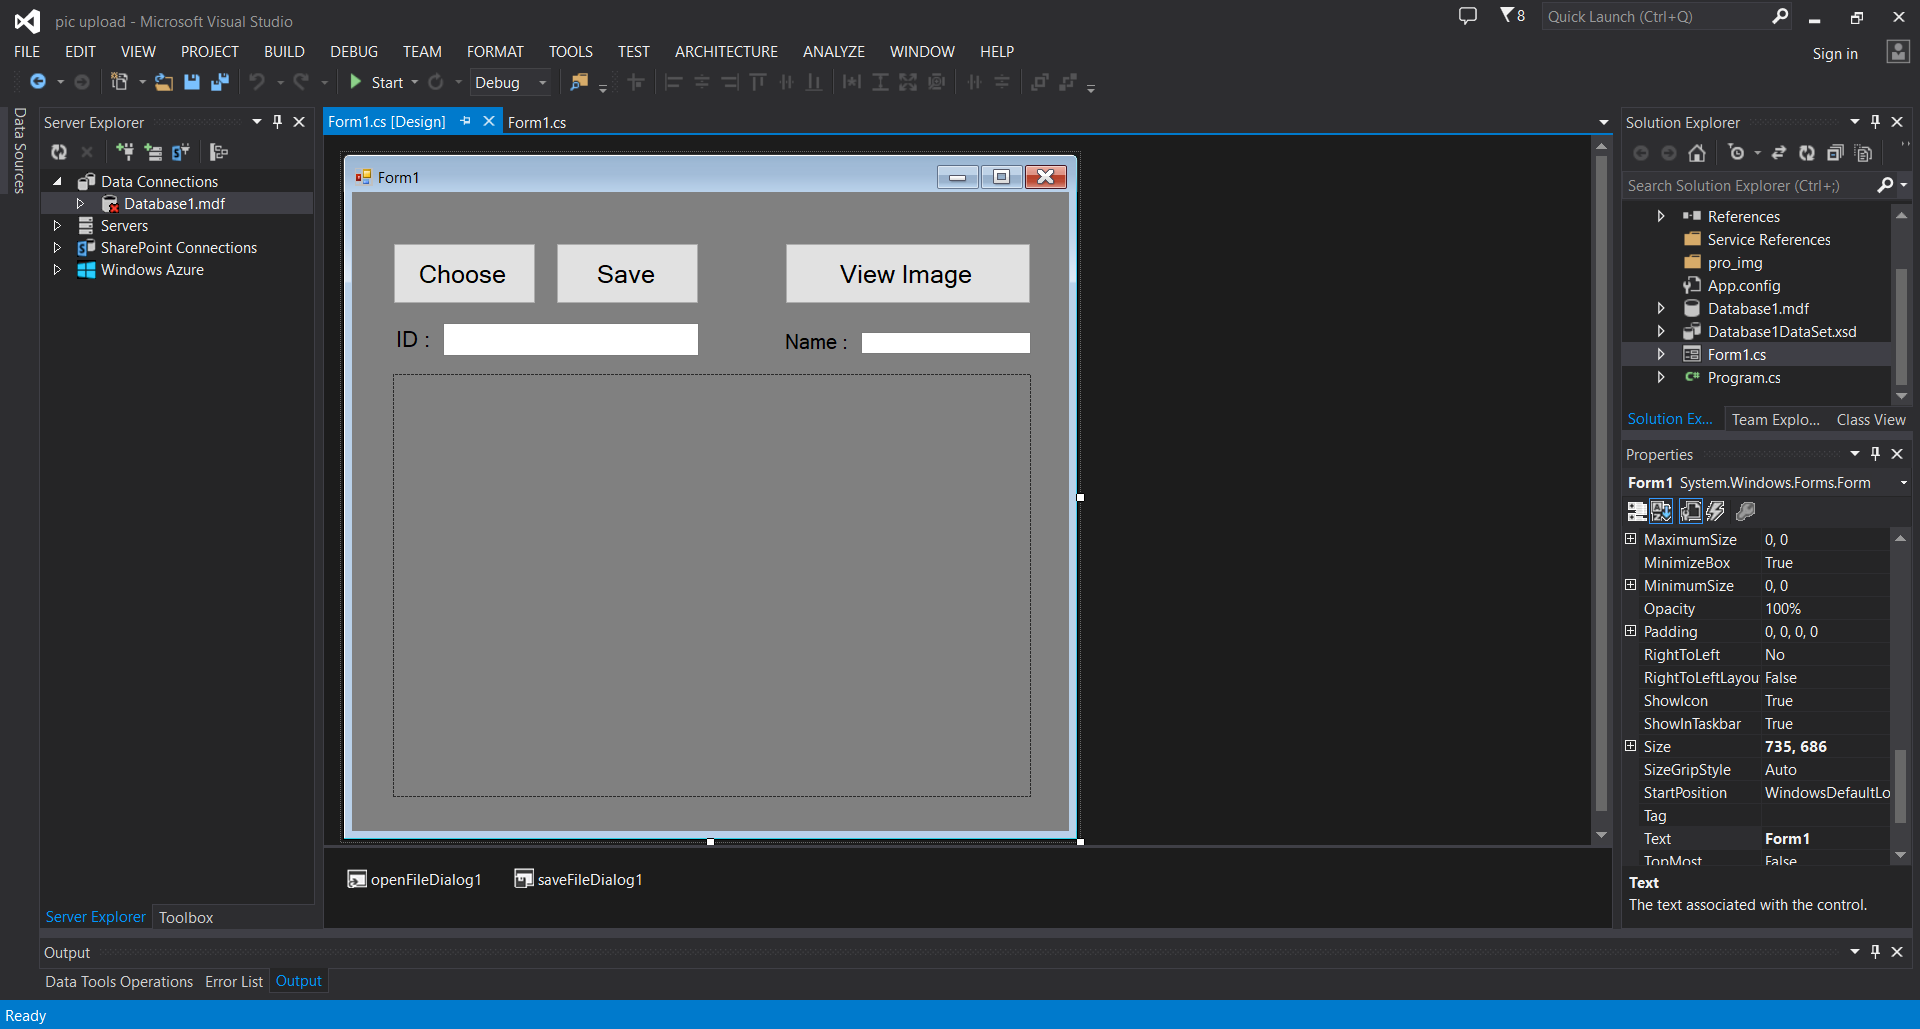 pic upload - Microsoft Visual Studio
8
Quick Launch (Ctrl+Q)
FILE EDIT VIEW PROJECT BUILD DEBUG TEAM FORMAT TOOLS TEST ARCHITECTURE ANALYZE WINDOW HELP
Sign in
Start
Debug
Data Sources
Server Explorer
Data Connections
Database1.mdf
Servers
SharePoint Connections
Windows Azure
Server Explorer Toolbox
Form1.cs [Design] Form1.cs
Form1
Choose Save View Image
ID : Name :
openFileDialog1 saveFileDialog1
Solution Explorer
Search Solution Explorer (Ctrl+;)
References
Service References
pro_img
App.config
Database1.mdf
Database1DataSet.xsd
Form1.cs
C# Program.cs
Solution Ex... Team Explo... Class View
Properties
Form1 System.Windows.Forms.Form
MaximumSize 0, 0
MinimizeBox True
MinimumSize 0, 0
Opacity 100%
Padding 0, 0, 0, 0
RightToLeft No
RightToLeftLayou False
ShowIcon True
ShowInTaskbar True
Size 735, 686
SizeGripStyle Auto
StartPosition WindowsDefaultLo
Tag
Text Form1
TopMost False
Text
The text associated with the control.
Output
Data Tools Operations Error List Output
Ready